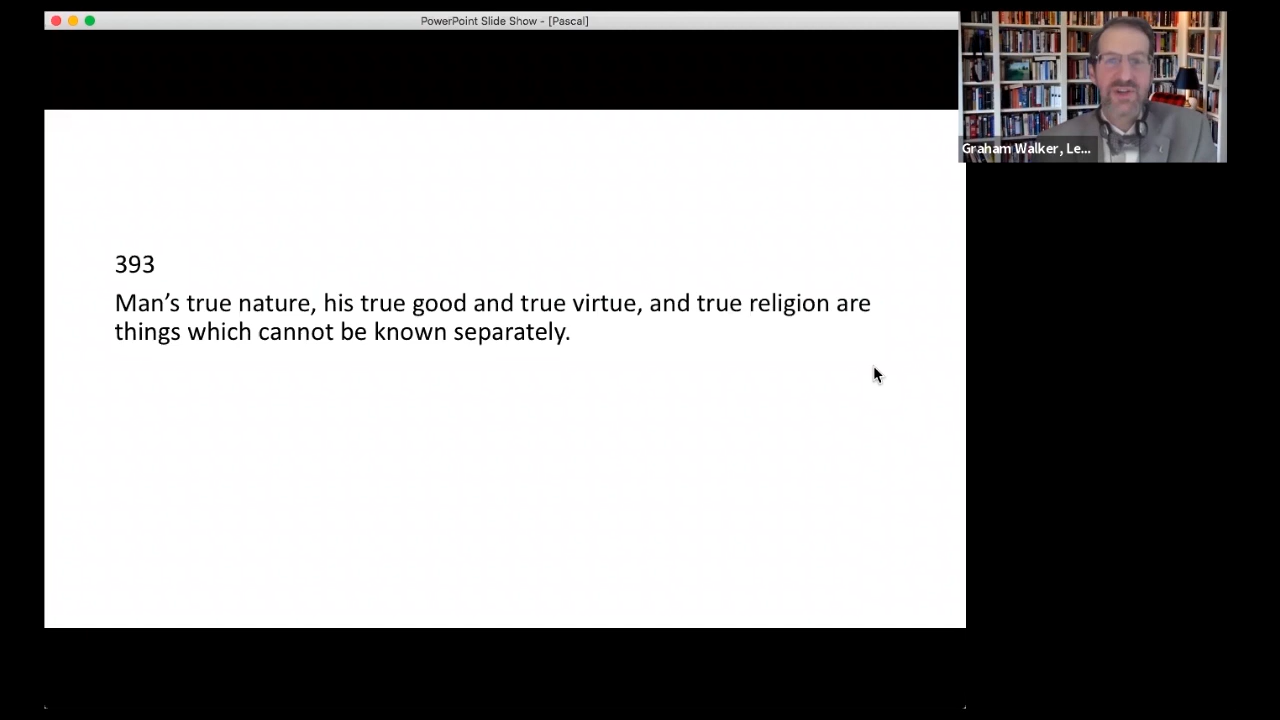 PowerPoint Slide Show - [Pascal]
Graham Walker, Le...
393
Man's true nature, his true good and true virtue, and true religion are
things which cannot be known separately.